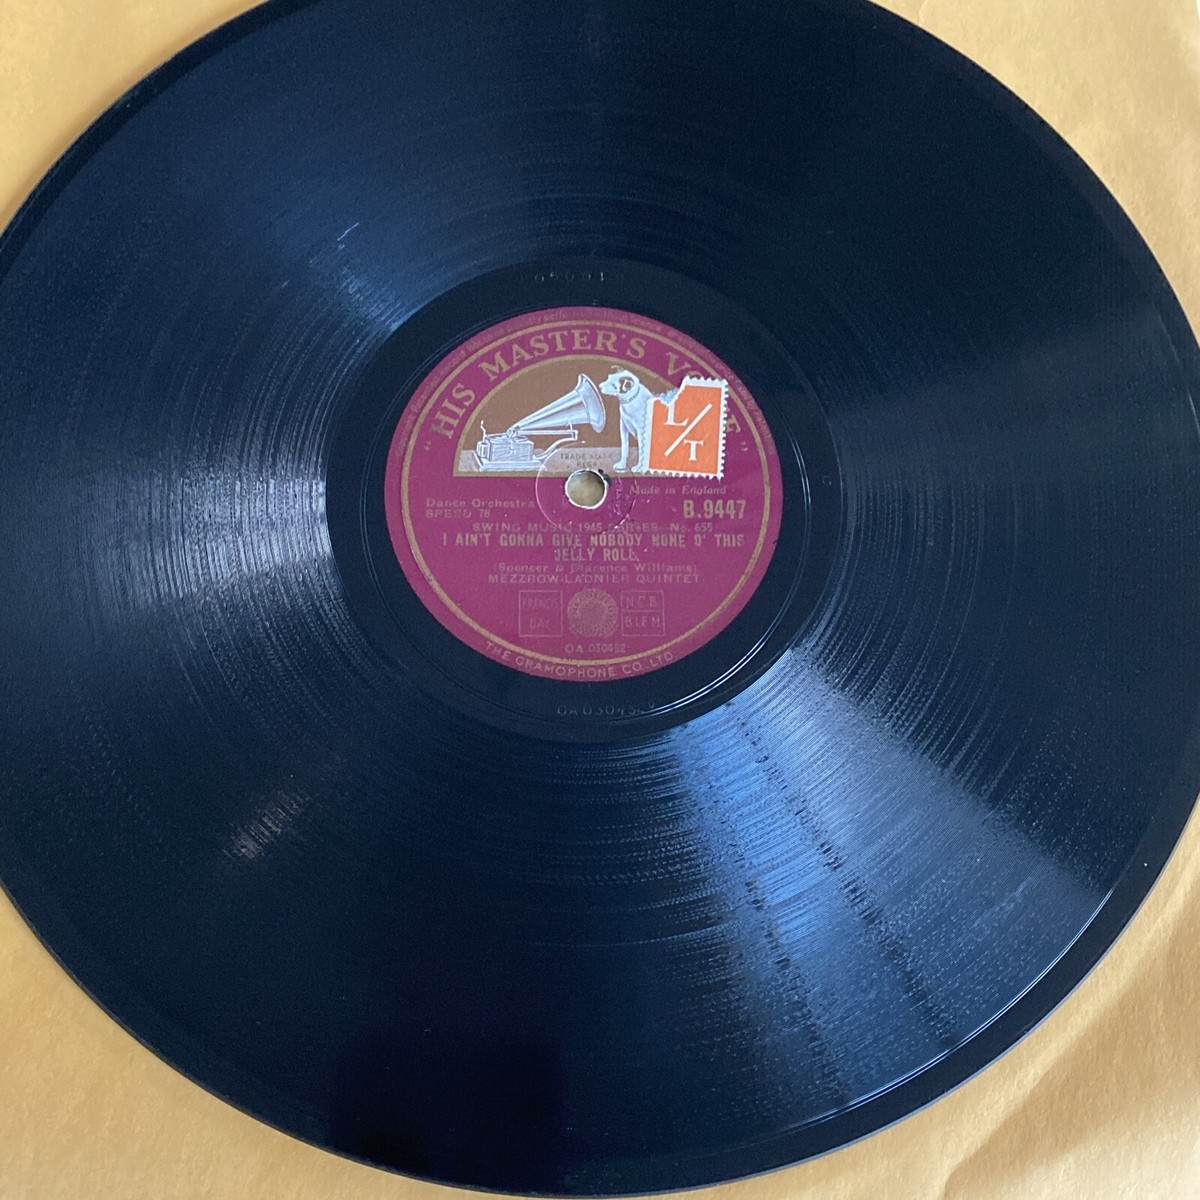 "HIS MASTER'S VOICE"
L/T
TRADE MARK
Made in England
Dance Orchestra
B.9447
SPEED 78
SWING MUSIC 1945 SERIES—No. 655
I AIN'T GONNA GIVE NOBODY NONE O' THIS
JELLY ROLL
(Spencer & Clarence Williams)
MEZZROW-LADNIER QUINTET
FRANCIS
DAY
N.C.B.
B.I.E.M.
OA 030452
THE GRAMOPHONE CO. LTD